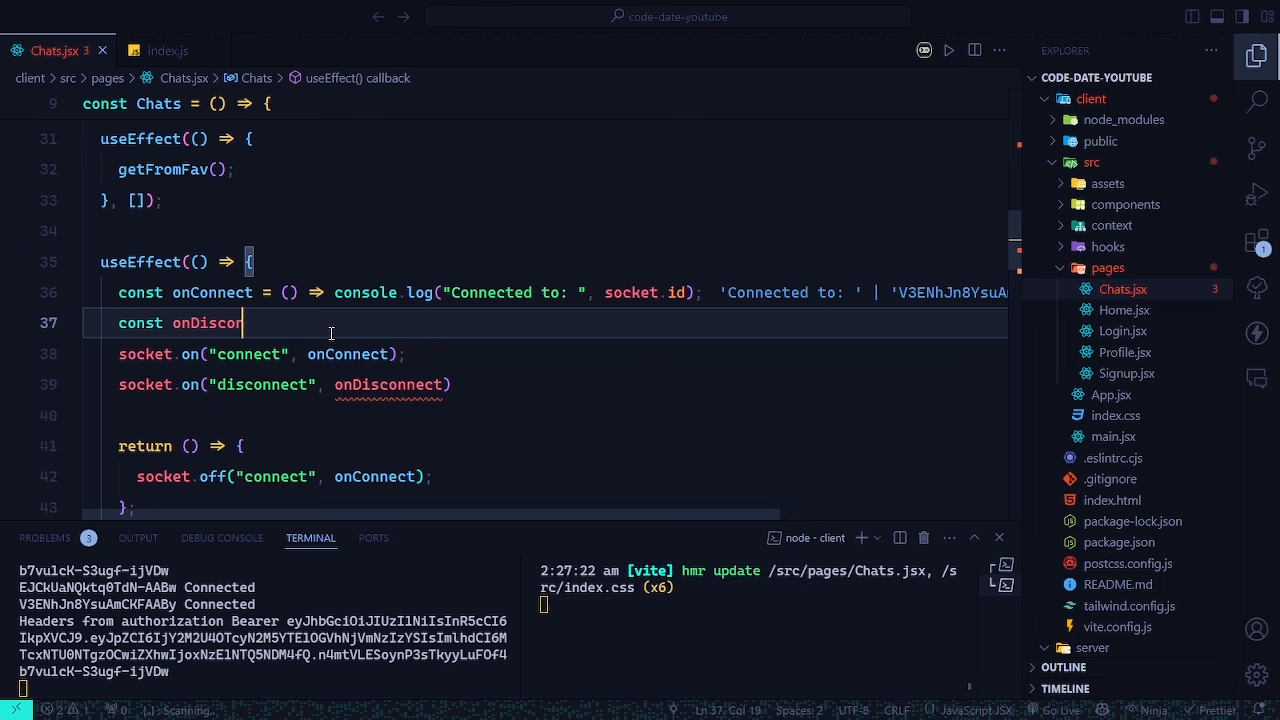 code-date-youtube
Chats.jsx 3
index.js
client > src > pages > Chats.jsx > Chats > useEffect() callback
9 const Chats = () => {
31 useEffect(() => {
32 getFromFav();
33 }, []);
34
35 useEffect(() => {
36 const onConnect = () => console.log("Connected to: ", socket.id); 'Connected to: ' | 'V3ENhJn8YsuA
37 const onDiscon
38 socket.on("connect", onConnect);
39 socket.on("disconnect", onDisconnect)
40
41 return () => {
42 socket.off("connect", onConnect);
43 };
EXPLORER
CODE-DATE-YOUTUBE
client
node_modules
public
src
assets
components
context
hooks
pages
Chats.jsx 3
Home.jsx
Login.jsx
Profile.jsx
Signup.jsx
App.jsx
index.css
main.jsx
.eslintrc.cjs
.gitignore
index.html
package-lock.json
package.json
postcss.config.js
README.md
tailwind.config.js
vite.config.js
server
OUTLINE
TIMELINE
1
PROBLEMS 3 OUTPUT DEBUG CONSOLE TERMINAL PORTS
node - client
b7vulcK-S3ugf-ijVDw
EJCkUaNQktq0TdN-AABw Connected
V3ENhJn8YsuAmCKFAABy Connected
Headers from authorization Bearer eyJhbGciOiJIUzI1NiIsInR5cCI6
IkpXVCJ9.eyJpZCI6IjY2M2U4OTcyN2M5YTE1OGVhNjVmNzIzYSIsImlhdCI6M
TcxNTU0NTgzOCwiZXhwIjoxNzE1NTQ5NDM4fQ.n4mtVLESoynP3sTkyyLuFOf4
b7vulcK-S3ugf-ijVDw
2:27:22 am [vite] hmr update /src/pages/Chats.jsx, /s
rc/index.css (x6)
2 1 0 Scanning.. Ln 37, Col 19 Spaces: 2 UTF-8 CRLF JavaScript JSX Go Live Ninja Prettier